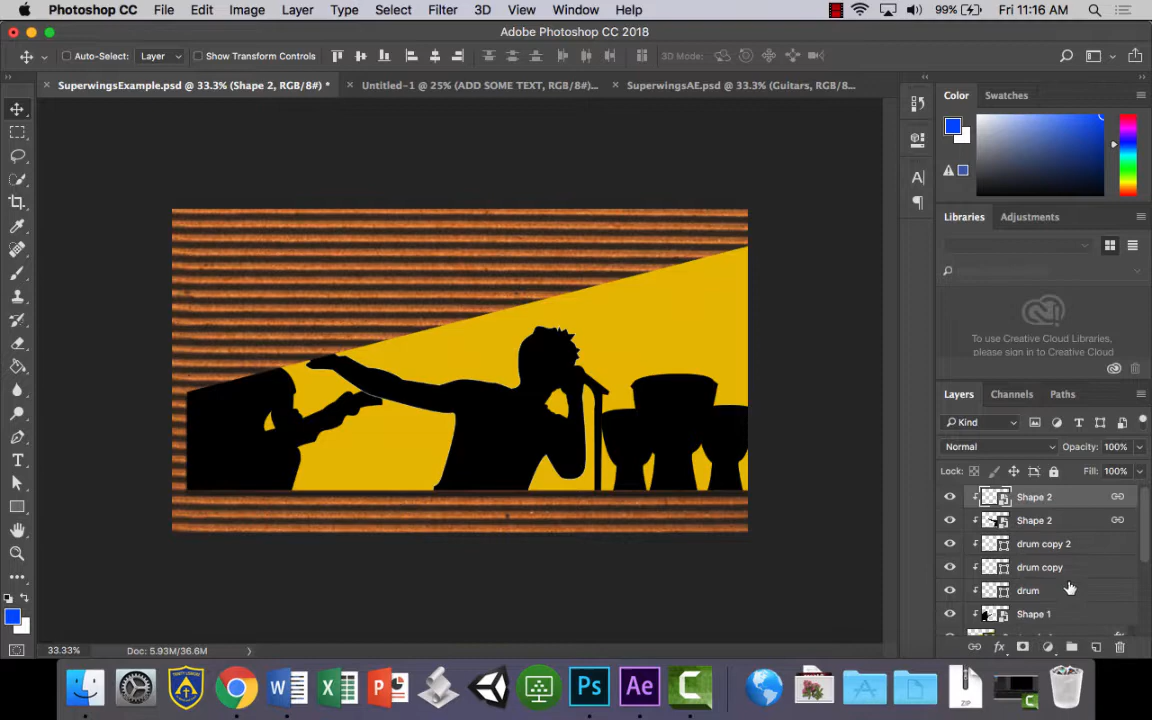 Photoshop CC File Edit Image Layer Type Select Filter 3D View Window Help 99% Fri 11:16 AM
Adobe Photoshop CC 2018
Auto-Select: Layer Show Transform Controls 3D Mode:
SuperwingsExample.psd @ 33.3% (Shape 2, RGB/8#) * Untitled-1 @ 25% (ADD SOME TEXT, RGB/8#)... SuperwingsAE.psd @ 33.3% (Guitars, RGB/8...
Color Swatches
Libraries Adjustments
To use Creative Cloud Libraries,
please sign in to Creative Cloud
Layers Channels Paths
Kind
Normal Opacity: 100%
Lock: Fill: 100%
Shape 2
Shape 2
drum copy 2
drum copy
drum
Shape 1
33.33% Doc: 5.93M/36.6M
W X P Ps Ae C
ZIP